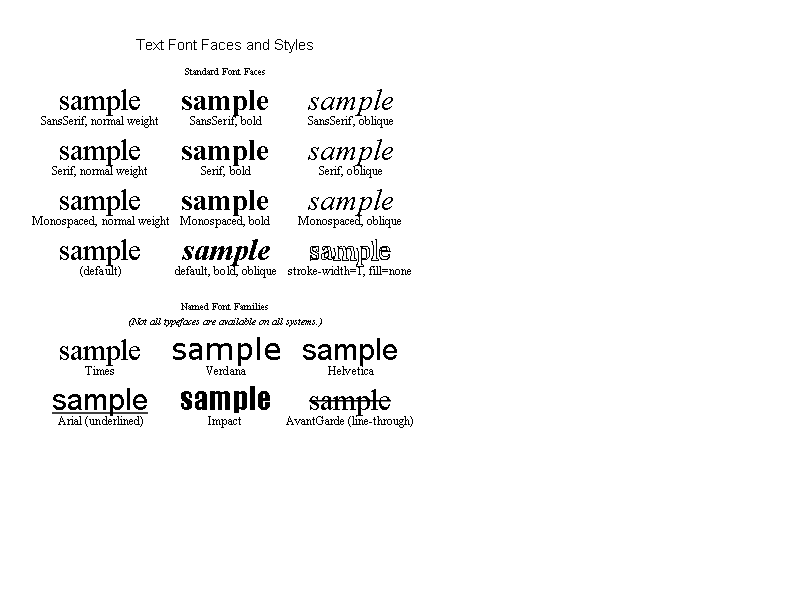 Text Font Faces and Styles
Standard Font Faces
sample sample sample
SansSerif, normal weight SansSerif, bold SansSerif, oblique
sample sample sample
Serif, normal weight Serif, bold Serif, oblique
sample sample sample
Monospaced, normal weight Monospaced, bold Monospaced, oblique
sample sample sample
(default) default, bold, oblique stroke-width=1, fill=none
Named Font Families
(Not all typefaces are available on all systems.)
sample sample sample
Times Verdana Helvetica
sample sample sample
Arial (underlined) Impact AvantGarde (line-through)